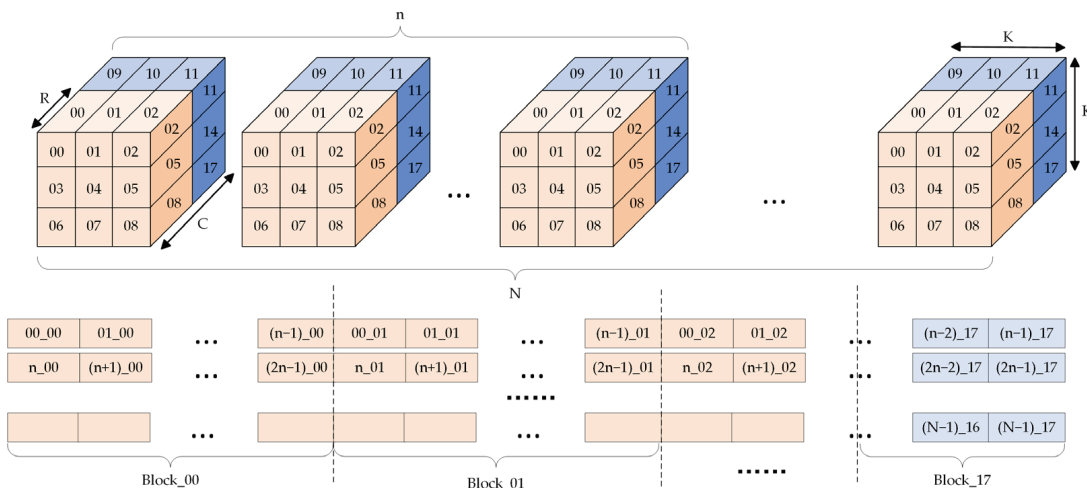 n
K
09 10 11 09 10 11 09 10 11 09 10 11
R
00 01 02 11 00 01 02 11 00 01 02 11 00 01 02 11
K
02 14 02 14 02 14 02 14
00 01 02 00 01 02 00 01 02 00 01 02
05 17 05 17 05 17 05 17
03 04 05 03 04 05 03 04 05 03 04 05
...
08 08 08 08
...
06 07 08 C 06 07 08 06 07 08 06 07 08
N
00_00 01_00 ... (n-1)_00 00_01 01_01 ... (n-1)_01 00_02 01_02 ... (n-2)_17 (n-1)_17
n_00 (n+1)_00 ... (2n-1)_00 n_01 (n+1)_01 ... (2n-1)_01 n_02 (n+1)_02 ... (2n-2)_17 (2n-1)_17
......
... ... ... (N-1)_16 (N-1)_17
Block_00 Block_01 ...... Block_17